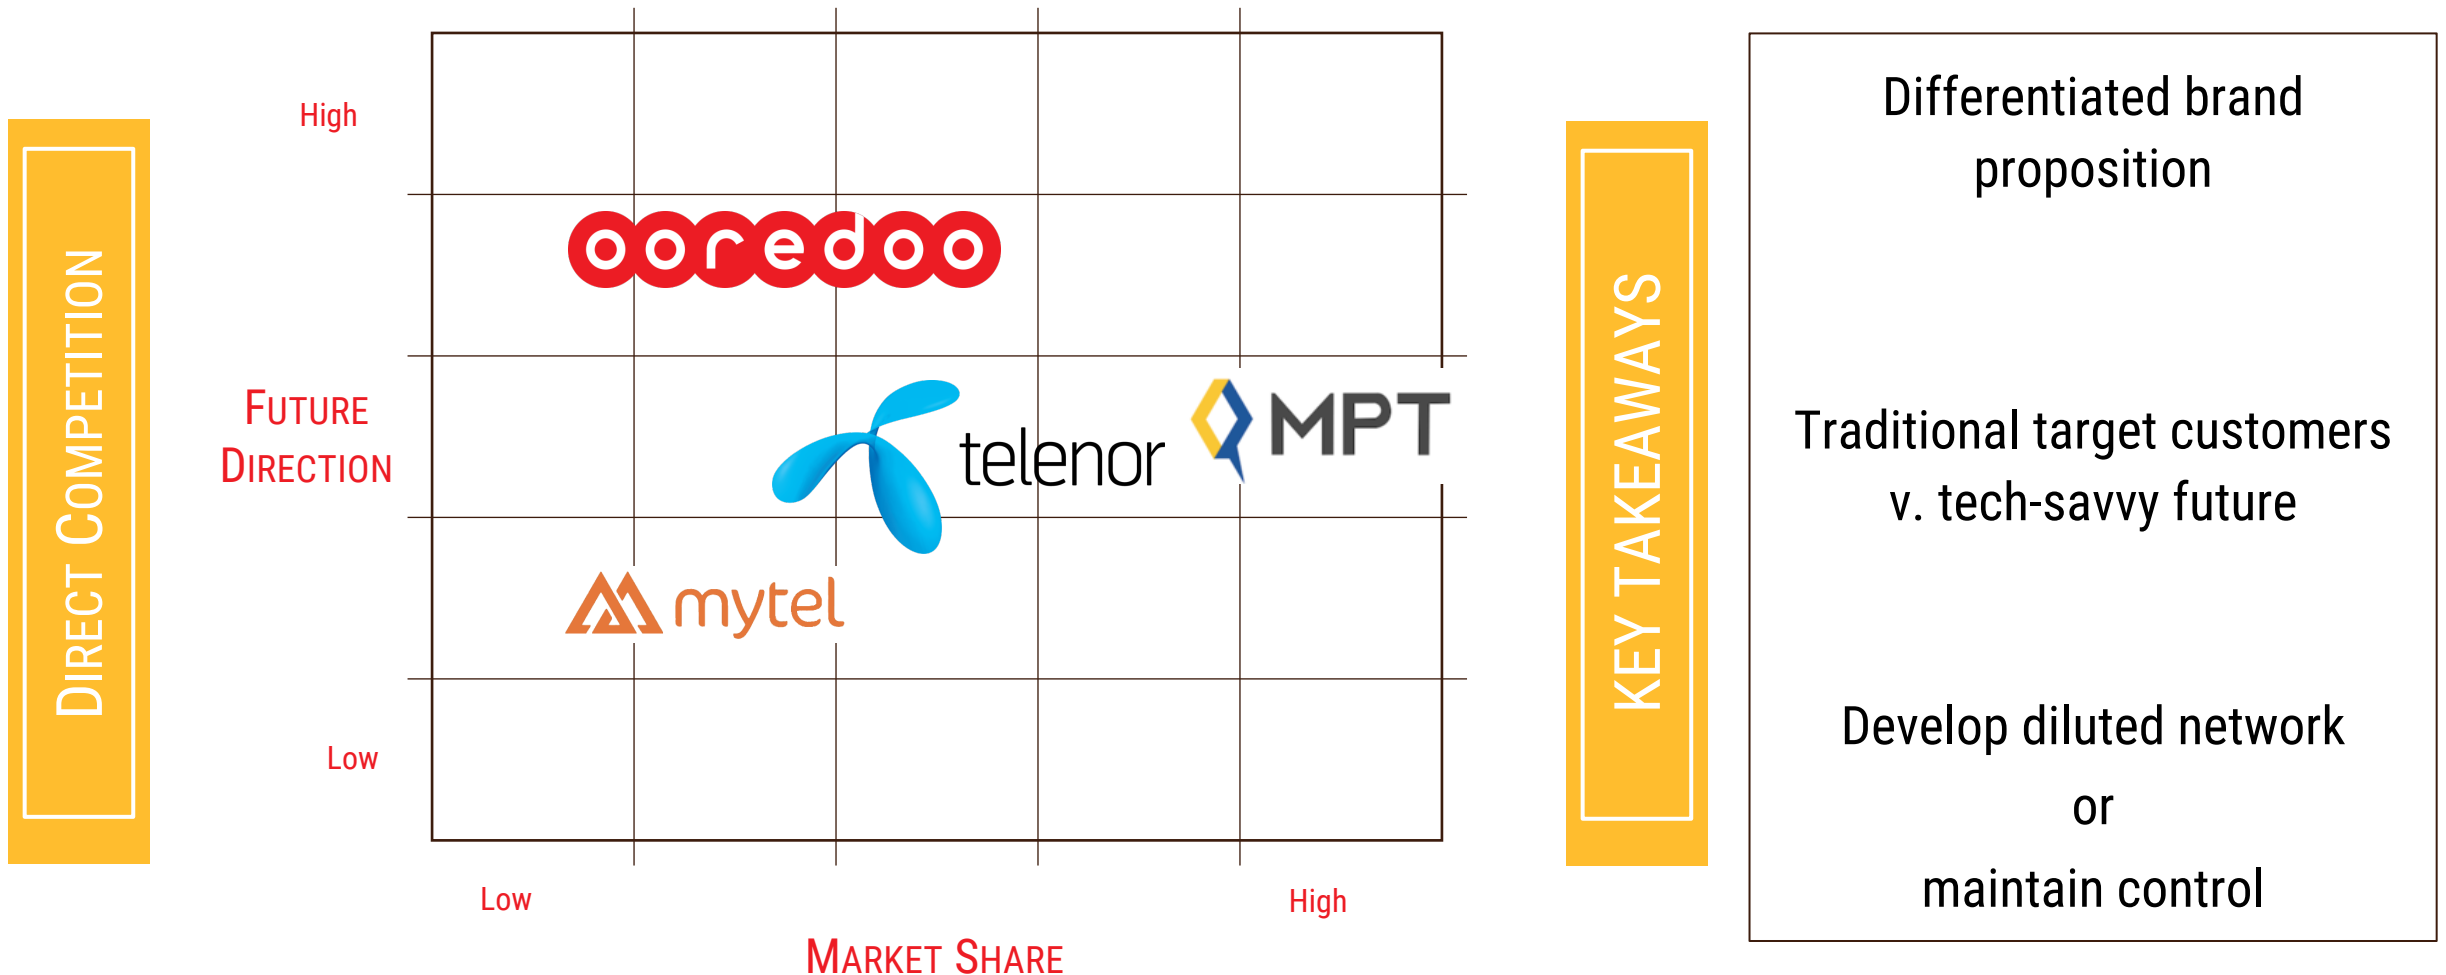 DIRECT COMPETITION
High
FUTURE
DIRECTION
Low
ooredoo
telenor
MPT
mytel
Low
High
MARKET SHARE
KEY TAKEAWAYS
Differentiated brand
proposition
Traditional target customers
v. tech-savvy future
Develop diluted network
or
maintain control